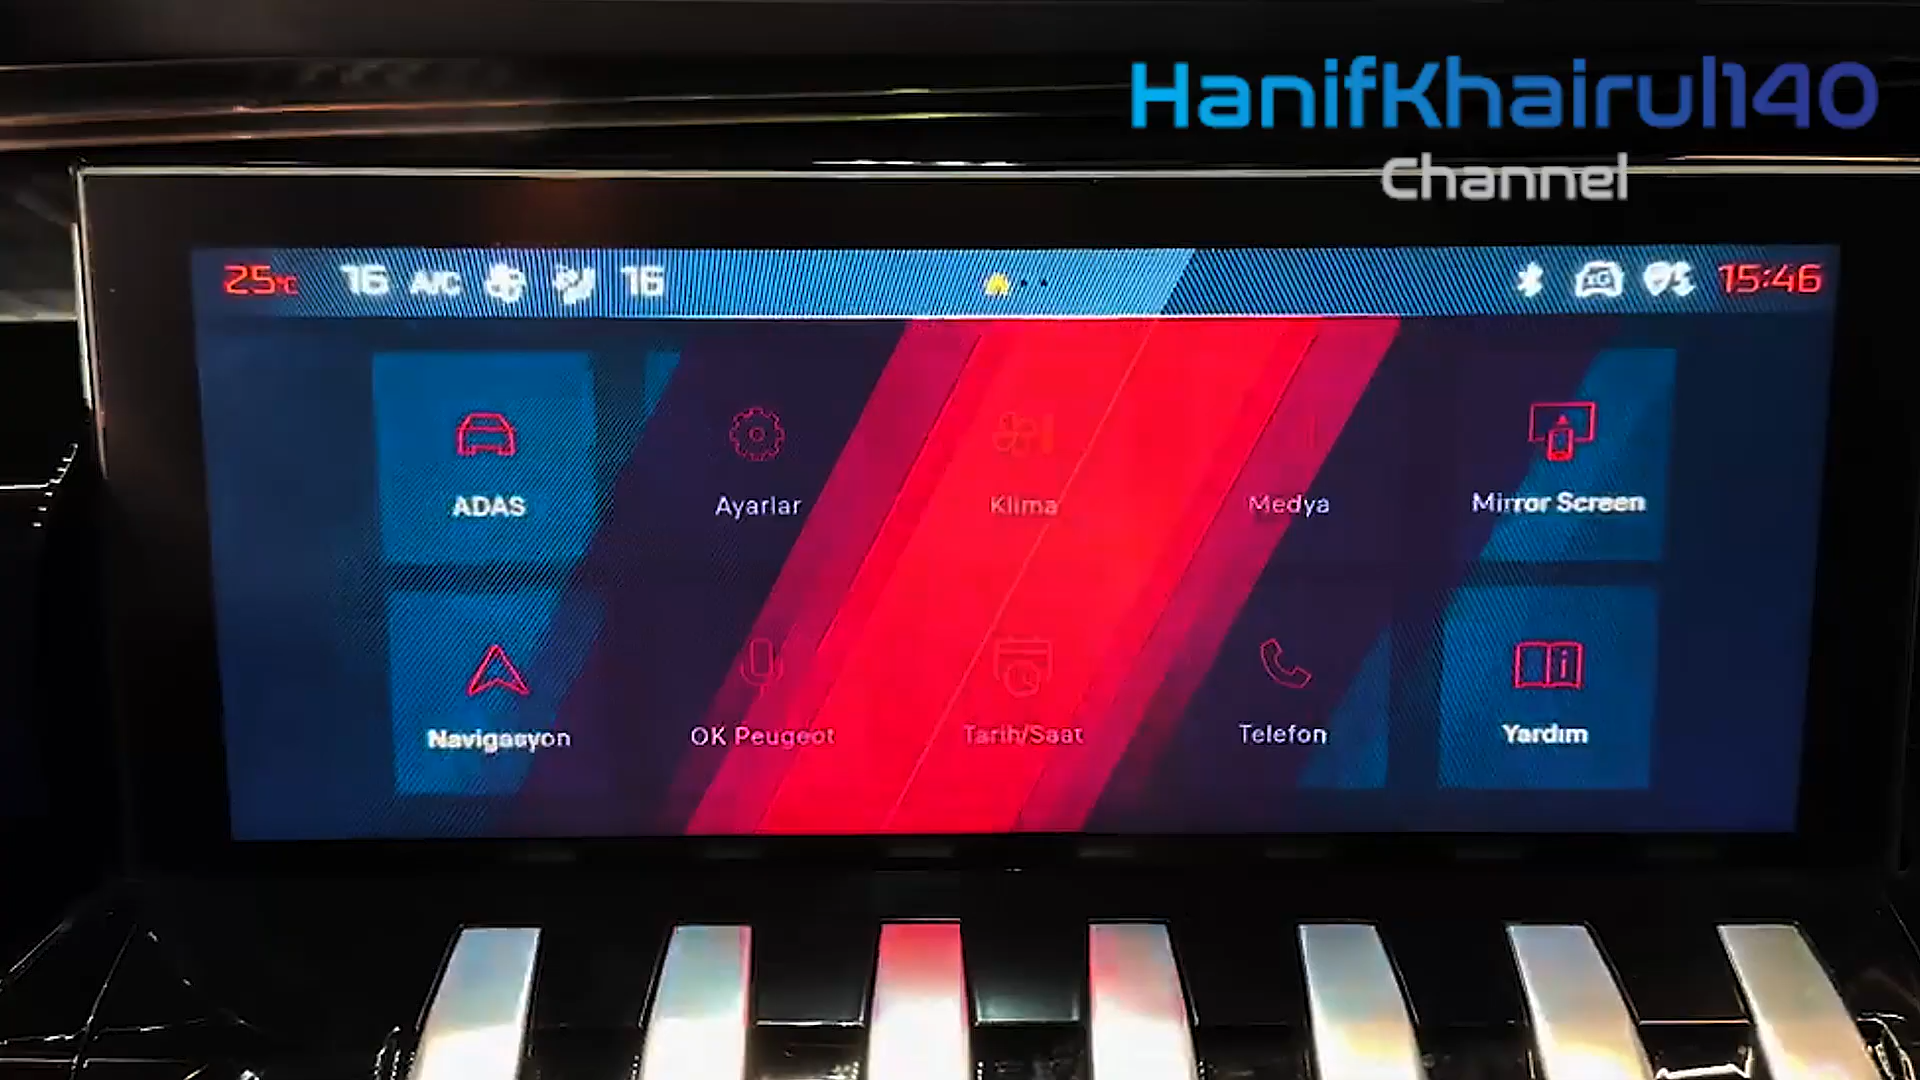 HanifKhairul140
Channel
25°C 16 A/C 16 15:46
ADAS Ayarlar Klima Medya Mirror Screen
Navigasyon OK Peugeot Tarih/Saat Telefon Yardım